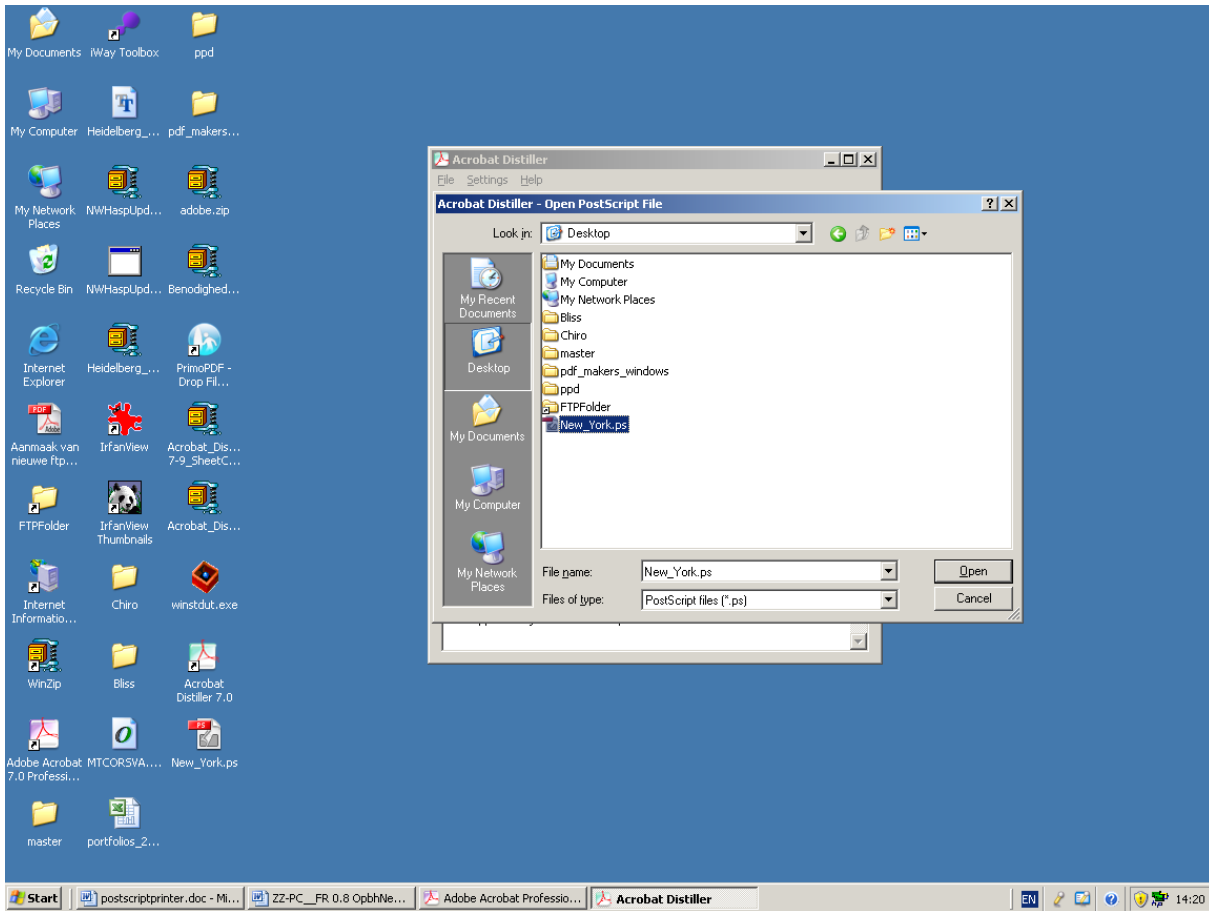 My Documents
iWay Toolbox
ppd
My Computer
Heidelberg_...
pdf_makers...
My Network
Places
NWHaspUpd...
adobe.zip
Recycle Bin
NWHaspUpd...
Benodighed...
Internet
Explorer
Heidelberg_...
PrimoPDF -
Drop Fil...
PDF
Adobe
Aanmaak van
nieuwe ftp...
IrfanView
Acrobat_Dis...
7-9_SheetC...
FTPFolder
IrfanView
Thumbnails
Acrobat_Dis...
Internet
Informatio...
Chiro
winstdut.exe
WinZip
Bliss
Acrobat
Distiller 7.0
Adobe Acrobat
7.0 Professi...
MTCORSVA....
PS
New_York.ps
master
portfolios_2...
Acrobat Distiller
File Settings Help
Acrobat Distiller - Open PostScript File
Look in: Desktop
My Recent
Documents
Desktop
My Documents
My Computer
My Network
Places
My Documents
My Computer
My Network Places
Bliss
Chiro
master
pdf_makers_windows
ppd
FTPFolder
New_York.ps
File name: New_York.ps Open
Files of type: PostScript files (*.ps) Cancel
Start postscriptprinter.doc - Mi... ZZ-PC__FR 0.8 OpbhNe... Adobe Acrobat Professio... Acrobat Distiller EN 14:20